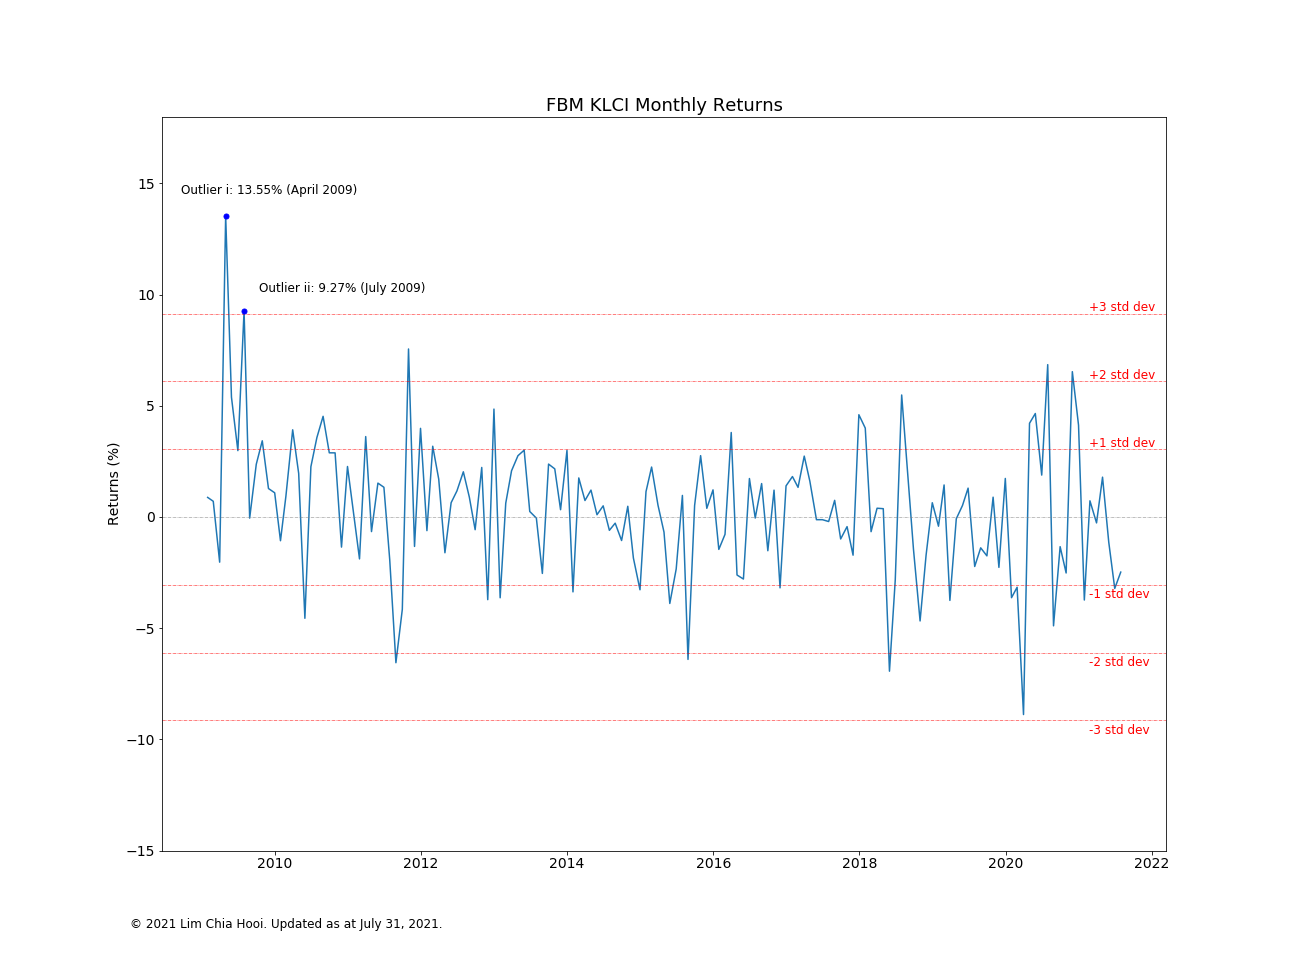 FBM KLCI Monthly Returns
15
Outlier i: 13.55% (April 2009)
Outlier ii: 9.27% (July 2009)
10
+3 std dev
+2 std dev
5
+1 std dev
Returns (%)
0
-1 std dev
−5
-2 std dev
-3 std dev
−10
−15
2010 2012 2014 2016 2018 2020 2022
© 2021 Lim Chia Hooi. Updated as at July 31, 2021.